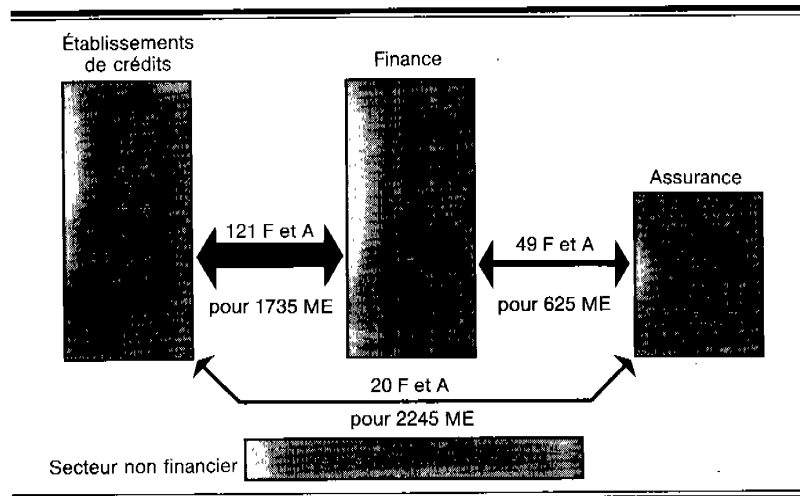 Établissements
de crédits
Finance
Assurance
121 F et A
pour 1735 ME
49 F et A
pour 625 ME
20 F et A
pour 2245 ME
Secteur non financier